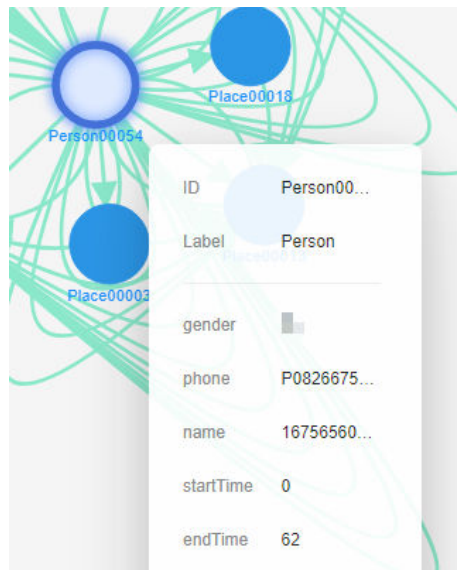 Place00018
Person00054
ID Person00...
Label Person
Place00003
gender
phone P0826675...
name 16756560...
startTime 0
endTime 62